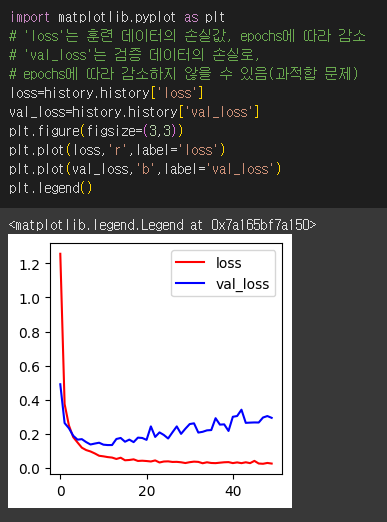 import matplotlib.pyplot as plt
# 'loss'는 훈련 데이터의 손실값, epochs에 따라 감소
# 'val_loss'는 검증 데이터의 손실로,
# epochs에 따라 감소하지 않을 수 있음(과적합 문제)
loss=history.history['loss']
val_loss=history.history['val_loss']
plt.figure(figsize=(3,3))
plt.plot(loss,'r',label='loss')
plt.plot(val_loss,'b',label='val_loss')
plt.legend()
<matplotlib.legend.Legend at 0x7a165bf7a150>
loss
val_loss
1.2
1.0
0.8
0.6
0.4
0.2
0.0
0 20 40